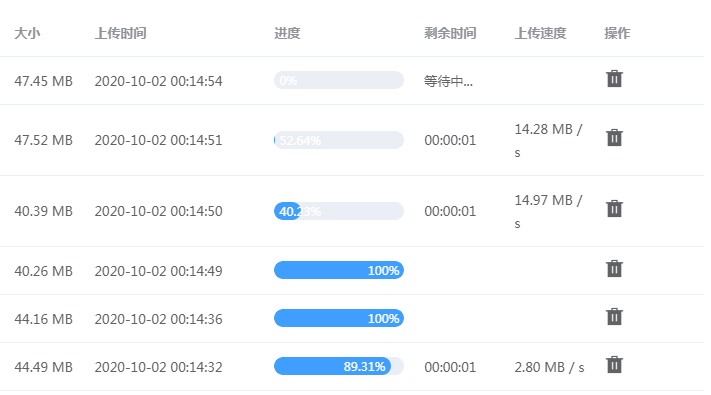 大小 上传时间 进度 剩余时间 上传速度 操作
47.45 MB 2020-10-02 00:14:54 0% 等待中...
47.52 MB 2020-10-02 00:14:51 52.64% 00:00:01 14.28 MB /
s
40.39 MB 2020-10-02 00:14:50 40.23% 00:00:01 14.97 MB /
s
40.26 MB 2020-10-02 00:14:49 100%
44.16 MB 2020-10-02 00:14:36 100%
44.49 MB 2020-10-02 00:14:32 89.31% 00:00:01 2.80 MB / s